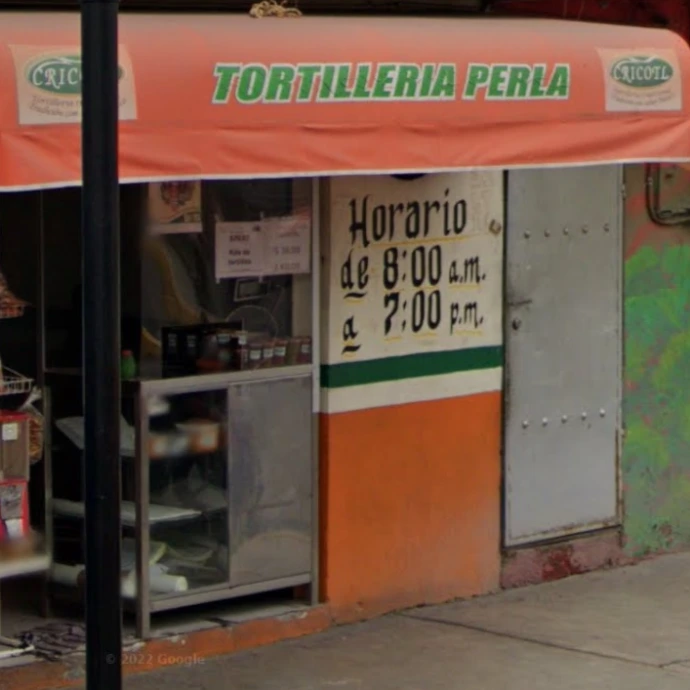 CRICOTL
TORTILLERIA PERLA
CRICOTL
Horario
de 8:00 a.m.
a 7:00 p.m.
© 2022 Google